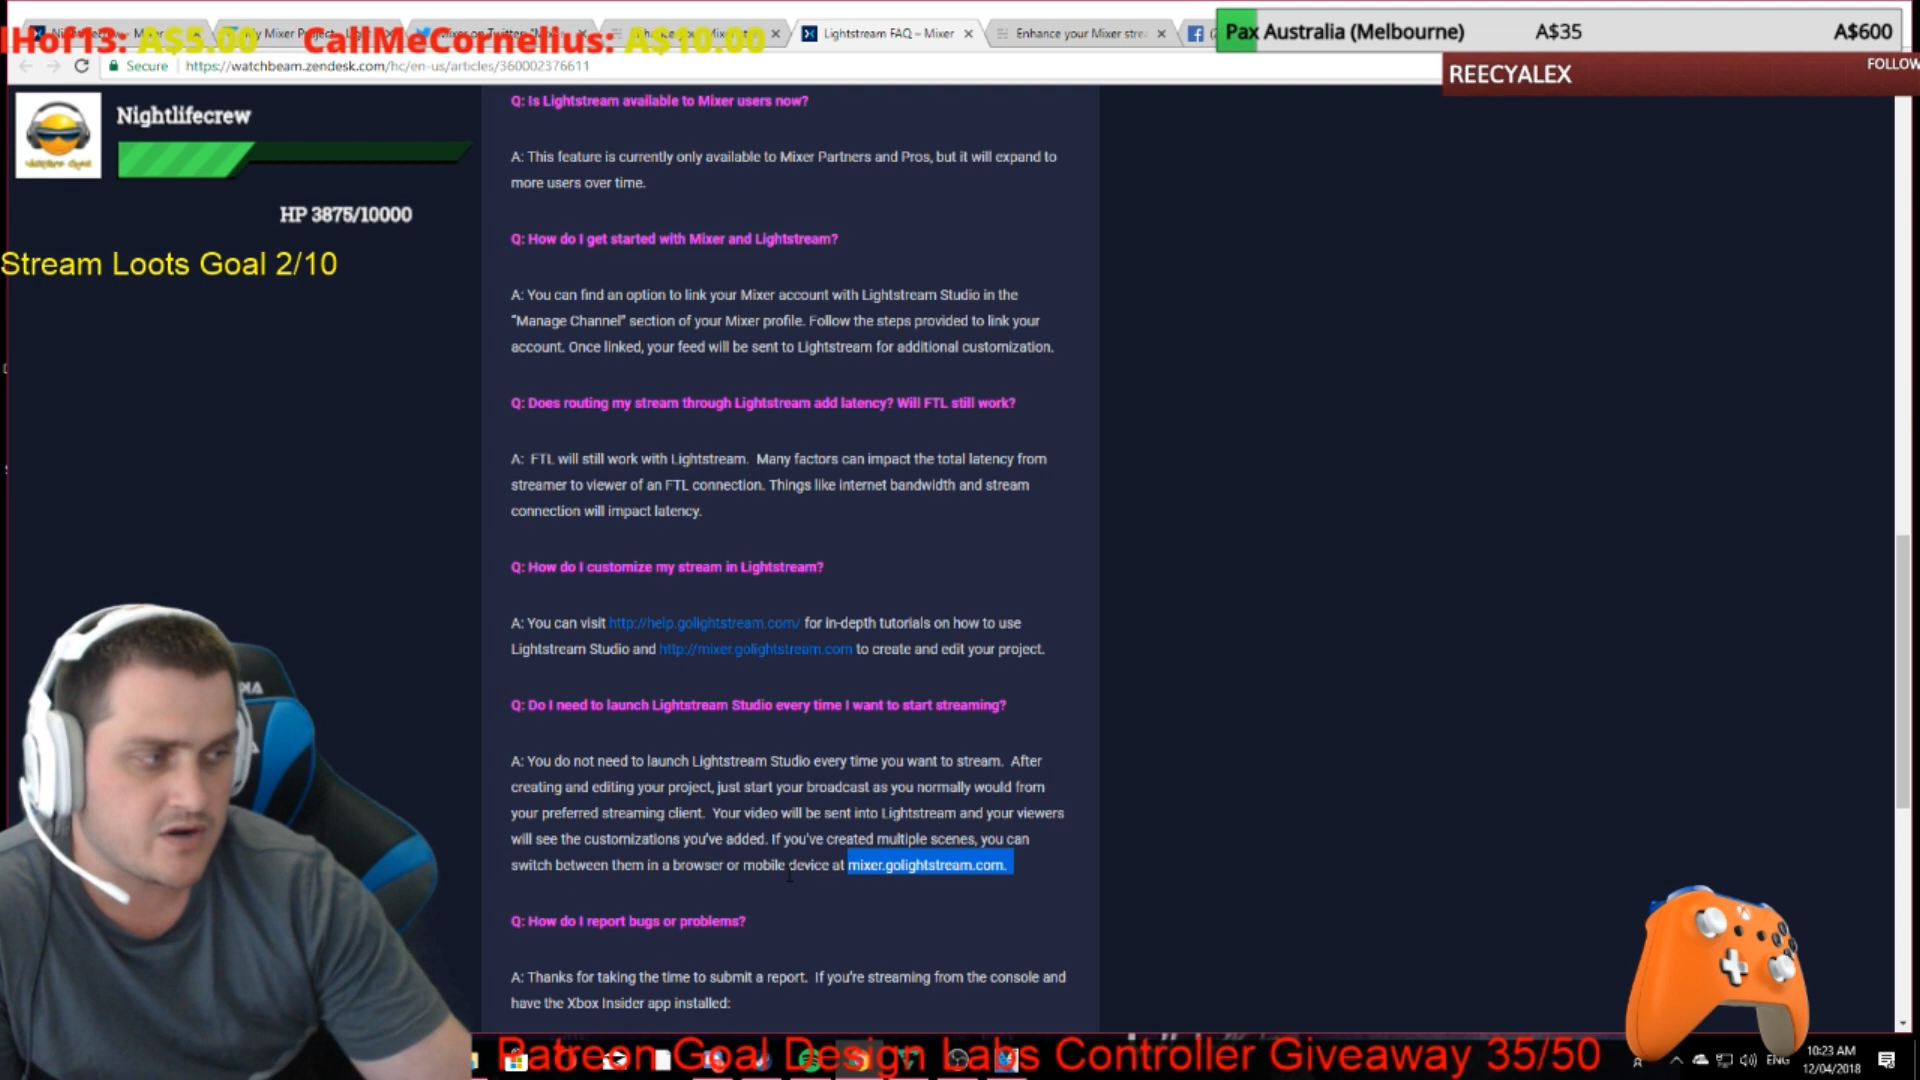 Hof13: A$5.00 CallMeCornelius: A$10.00
Lightstream FAQ – Mixer
Enhance your Mixer stre
Pax Australia (Melbourne) A$35 A$600
Secure https://watchbeam.zendesk.com/hc/en-us/articles/360002376611
REECYALEX
FOLLOW
Nightlifecrew
HP 3875/10000
Stream Loots Goal 2/10
Q: Is Lightstream available to Mixer users now?
A: This feature is currently only available to Mixer Partners and Pros, but it will expand to
more users over time.
Q: How do I get started with Mixer and Lightstream?
A: You can find an option to link your Mixer account with Lightstream Studio in the
"Manage Channel" section of your Mixer profile. Follow the steps provided to link your
account. Once linked, your feed will be sent to Lightstream for additional customization.
Q: Does routing my stream through Lightstream add latency? Will FTL still work?
A: FTL will still work with Lightstream. Many factors can impact the total latency from
streamer to viewer of an FTL connection. Things like internet bandwidth and stream
connection will impact latency.
Q: How do I customize my stream in Lightstream?
A: You can visit http://help.golightstream.com/ for in-depth tutorials on how to use
Lightstream Studio and http://mixer.golightstream.com to create and edit your project.
Q: Do I need to launch Lightstream Studio every time I want to start streaming?
A: You do not need to launch Lightstream Studio every time you want to stream. After
creating and editing your project, just start your broadcast as you normally would from
your preferred streaming client. Your video will be sent into Lightstream and your viewers
will see the customizations you've added. If you've created multiple scenes, you can
switch between them in a browser or mobile device at mixer.golightstream.com.
Q: How do I report bugs or problems?
A: Thanks for taking the time to submit a report. If you're streaming from the console and
have the Xbox Insider app installed:
Patreon Goal Design Labs Controller Giveaway 35/50
ENG
10:23 AM
12/04/2018